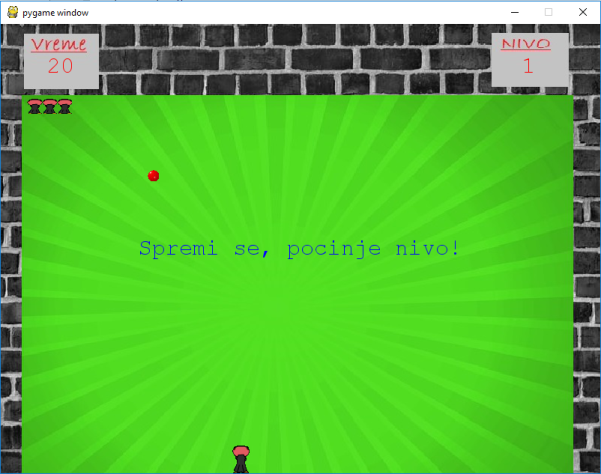 pygame window
Vreme
20
NIVO
1
Spremi se, pocinje nivo!